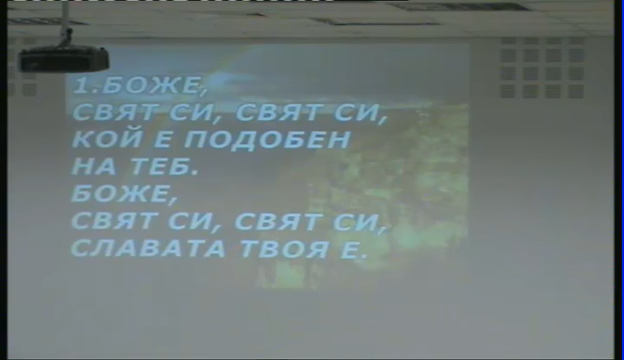 1.БОЖЕ,
СВЯТ СИ, СВЯТ СИ,
КОЙ Е ПОДОБЕН
НА ТЕБ.
БОЖЕ,
СВЯТ СИ, СВЯТ СИ,
СЛАВАТА ТВОЯ Е.